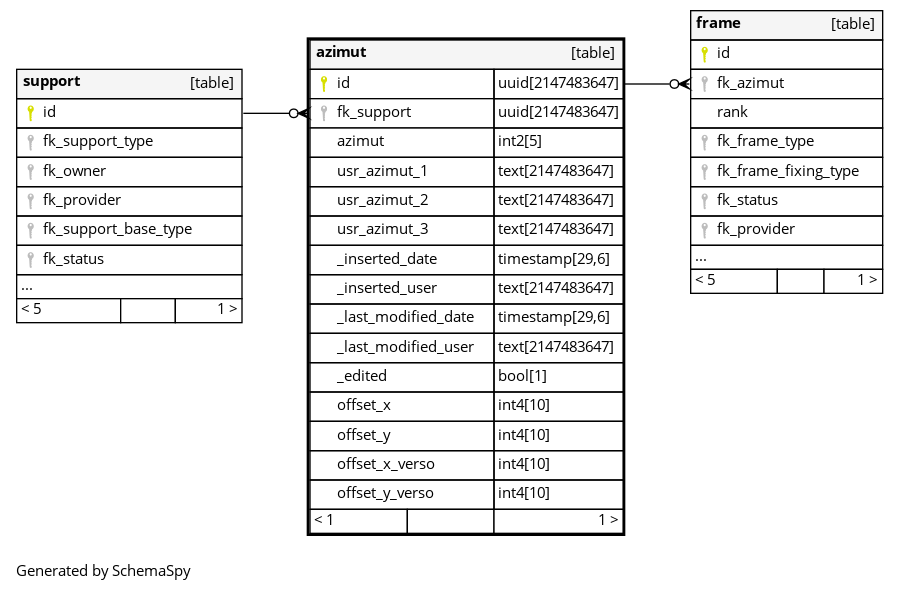 support [table]
id
fk_support_type
fk_owner
fk_provider
fk_support_base_type
fk_status
...
< 5 1 >
azimut [table]
id uuid[2147483647]
fk_support uuid[2147483647]
azimut int2[5]
usr_azimut_1 text[2147483647]
usr_azimut_2 text[2147483647]
usr_azimut_3 text[2147483647]
_inserted_date timestamp[29,6]
_inserted_user text[2147483647]
_last_modified_date timestamp[29,6]
_last_modified_user text[2147483647]
_edited bool[1]
offset_x int4[10]
offset_y int4[10]
offset_x_verso int4[10]
offset_y_verso int4[10]
< 1 1 >
frame [table]
id
fk_azimut
rank
fk_frame_type
fk_frame_fixing_type
fk_status
fk_provider
...
< 5 1 >
Generated by SchemaSpy